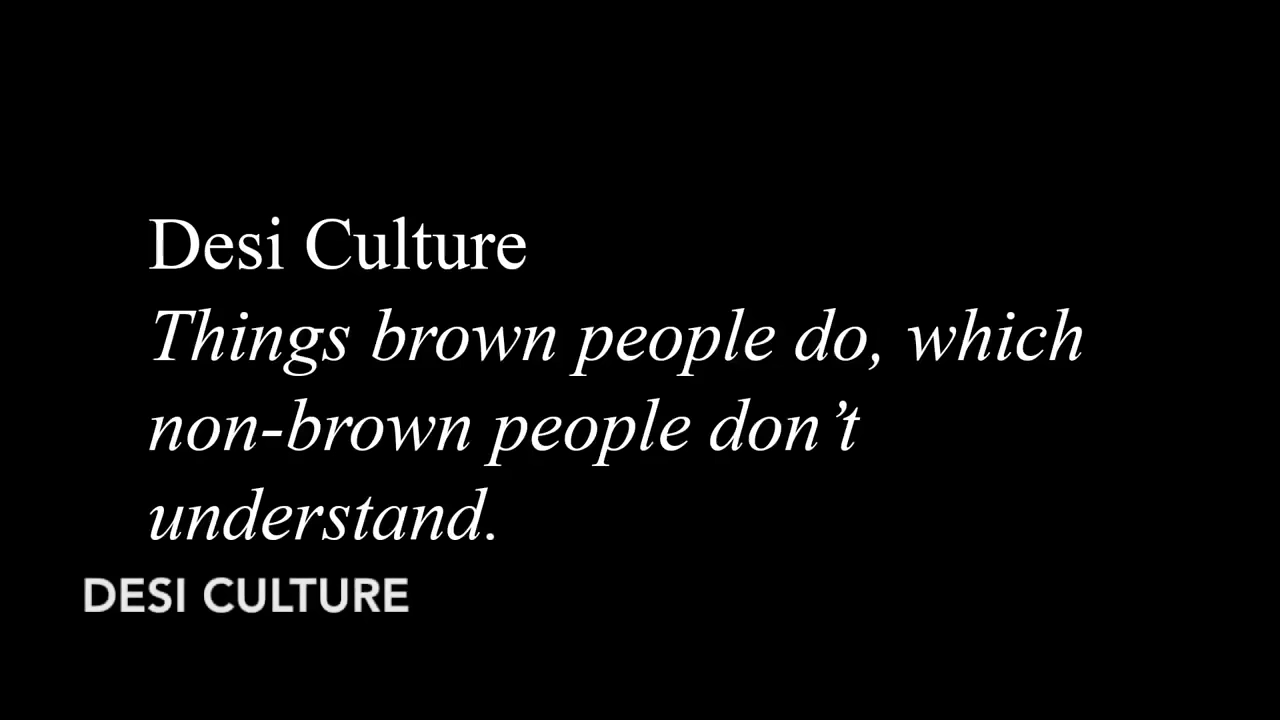 Desi Culture
Things brown people do, which
non-brown people don’t
understand.
DESI CULTURE